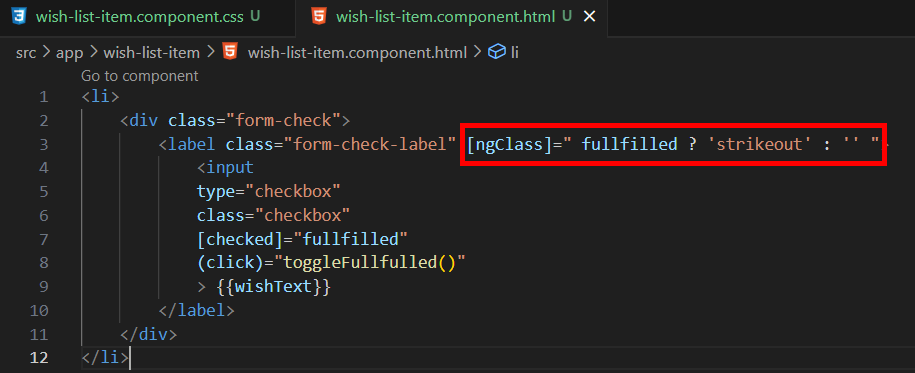 wish-list-item.component.css U wish-list-item.component.html U
src > app > wish-list-item > wish-list-item.component.html > li
Go to component
1 <li>
2 <div class="form-check">
3 <label class="form-check-label" [ngClass]=" fullfilled ? 'strikeout' : '' ">
4 <input
5 type="checkbox"
6 class="checkbox"
7 [checked]="fullfilled"
8 (click)="toggleFullfulled()"
9 > {{wishText}}
10 </label>
11 </div>
12 </li>